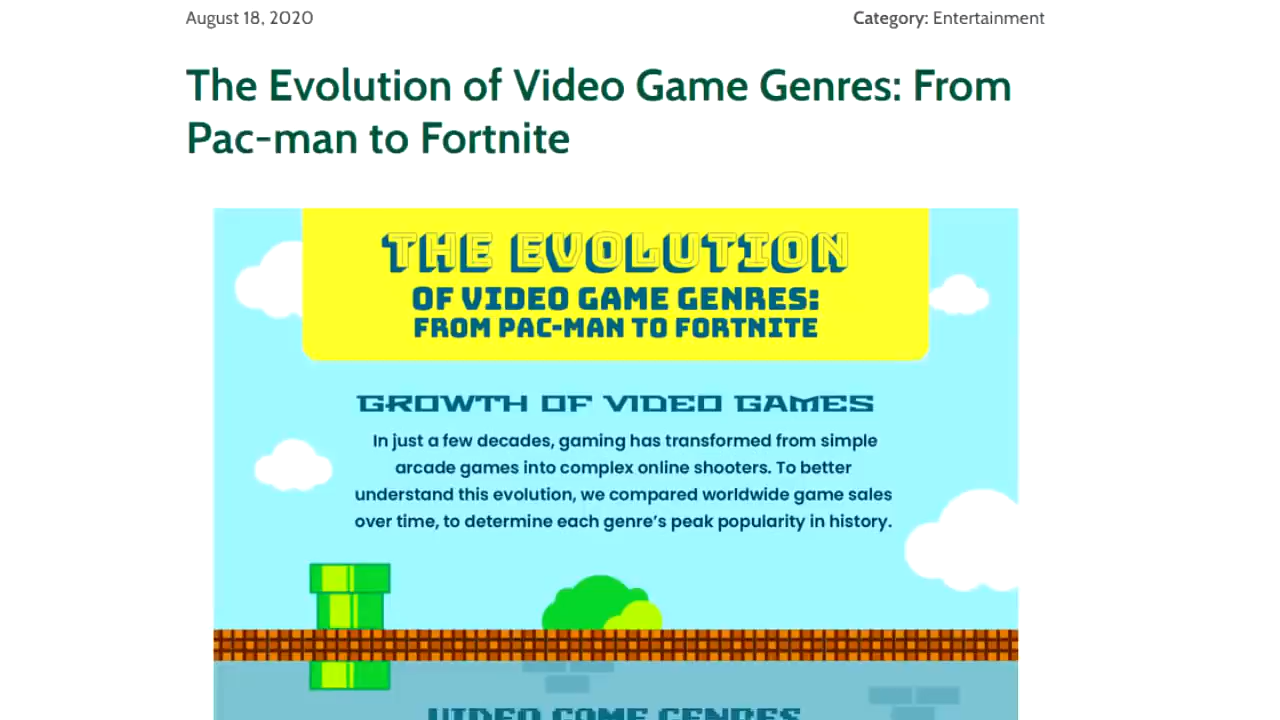 August 18, 2020
Category: Entertainment
The Evolution of Video Game Genres: From
Pac-man to Fortnite
THE EVOLUTION
OF VIDEO GAME GENRES:
FROM PAC-MAN TO FORTNITE
GROWTH OF VIDEO GAMES
In just a few decades, gaming has transformed from simple
arcade games into complex online shooters. To better
understand this evolution, we compared worldwide game sales
over time, to determine each genre's peak popularity in history.
VIDEO GAME GENRES